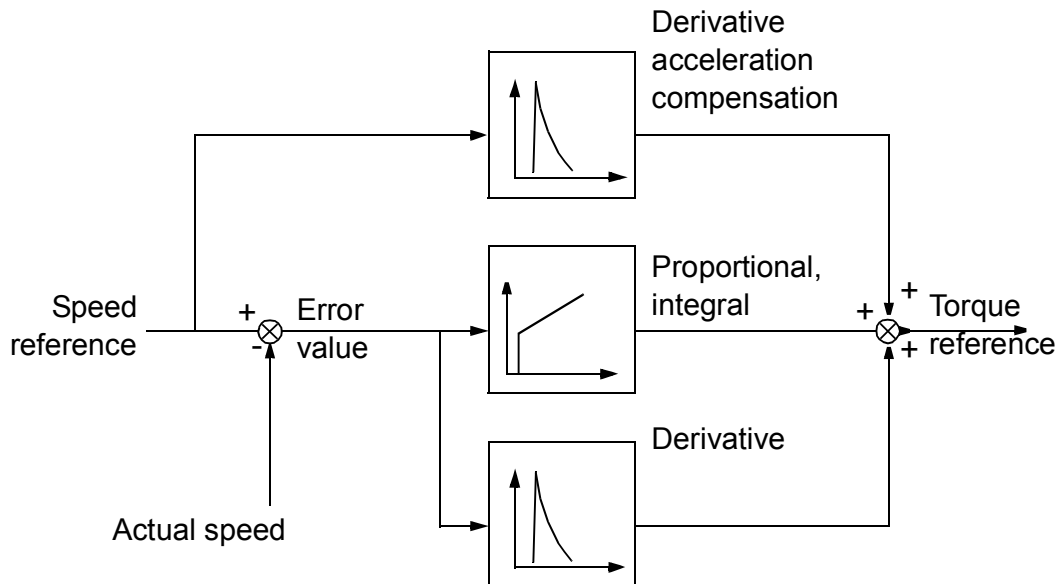 Derivative
acceleration
compensation
Proportional,
integral
+
Speed
reference
+
-
Error
value
+
+
Torque
reference
Derivative
Actual speed